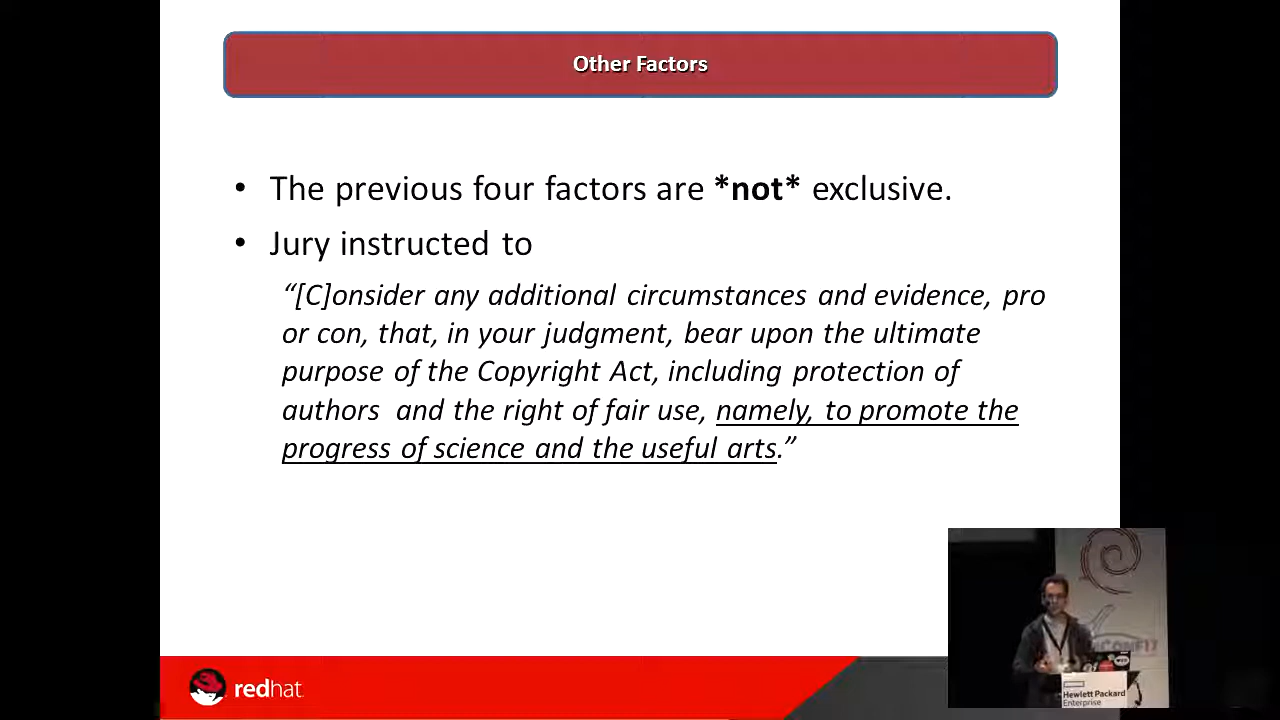 Other Factors
• The previous four factors are *not* exclusive.
• Jury instructed to
“[C]onsider any additional circumstances and evidence, pro
or con, that, in your judgment, bear upon the ultimate
purpose of the Copyright Act, including protection of
authors and the right of fair use, namely, to promote the
progress of science and the useful arts.”
redhat
Hewlett Packard
Enterprise